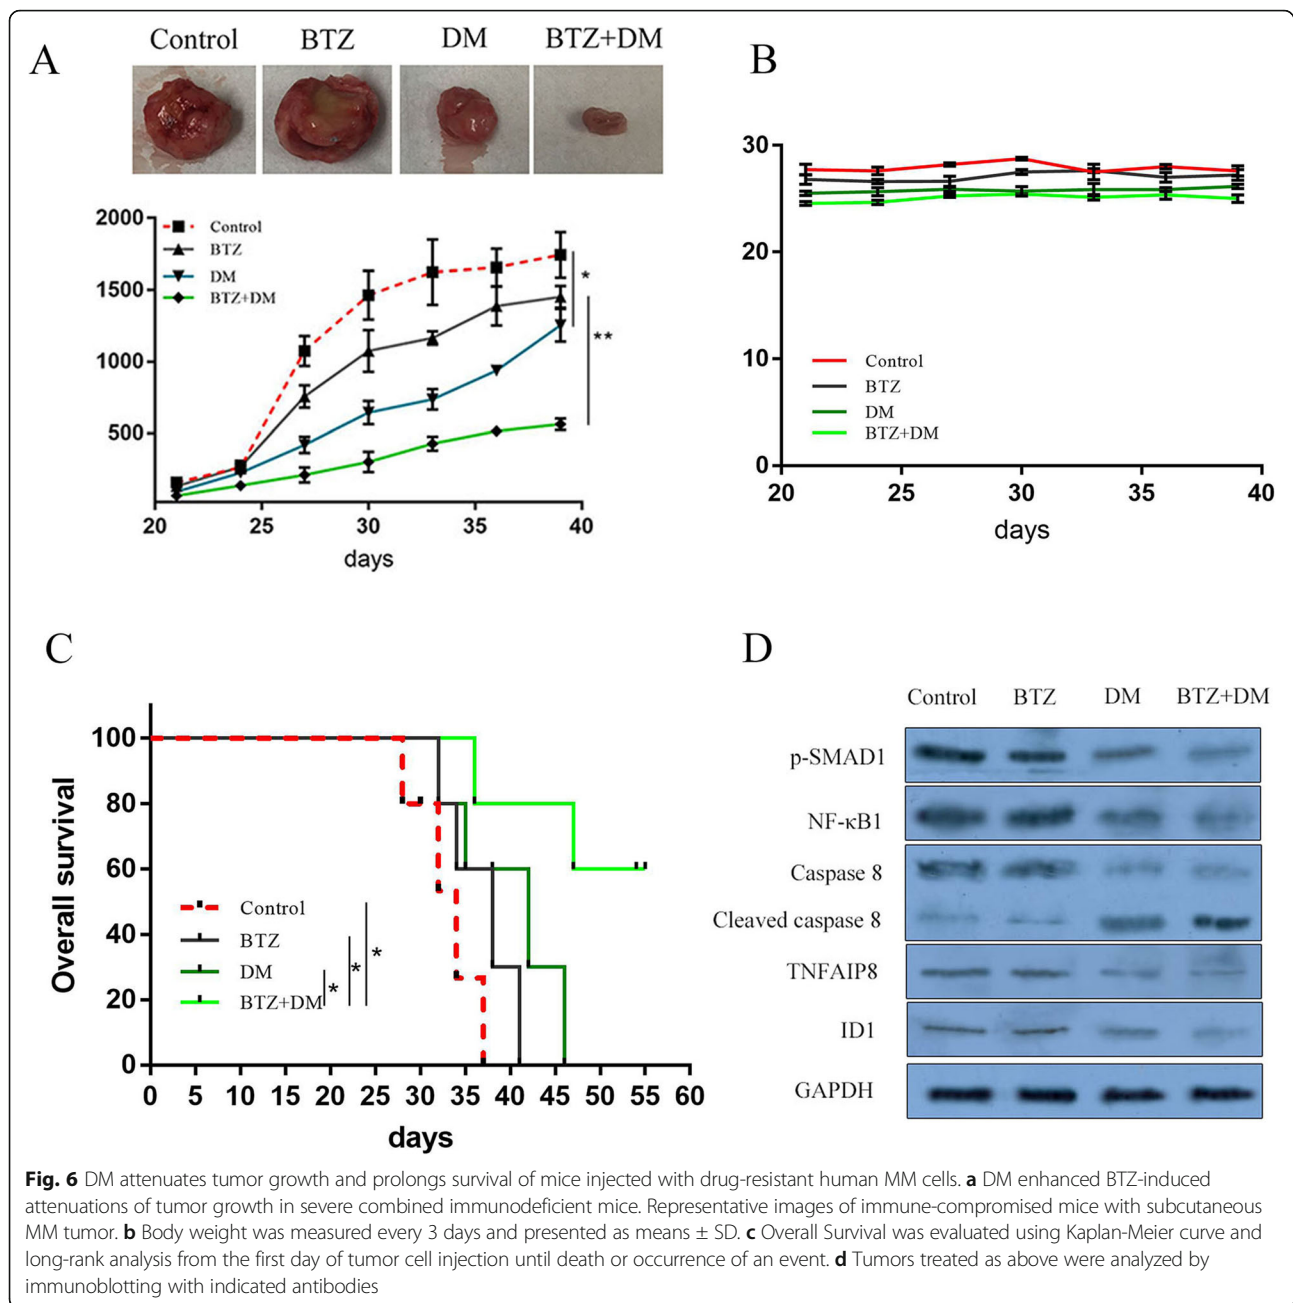 A
Control BTZ DM BTZ+DM
2000
1500
1000
500
20 25 30 35 40
days
Control
BTZ
DM
BTZ+DM
*
**
B
30
20
10
0
20 25 30 35 40
days
Control
BTZ
DM
BTZ+DM
C
Overall survival
100
80
60
40
20
0
0 5 10 15 20 25 30 35 40 45 50 55 60
days
Control
BTZ
DM
BTZ+DM
* * *
D
Control BTZ DM BTZ+DM
p-SMAD1
NF-κB1
Caspase 8
Cleaved caspase 8
TNFAIP8
ID1
GAPDH
Fig. 6 DM attenuates tumor growth and prolongs survival of mice injected with drug-resistant human MM cells. a DM enhanced BTZ-induced
attenuations of tumor growth in severe combined immunodeficient mice. Representative images of immune-compromised mice with subcutaneous
MM tumor. b Body weight was measured every 3 days and presented as means ± SD. c Overall Survival was evaluated using Kaplan-Meier curve and
long-rank analysis from the first day of tumor cell injection until death or occurrence of an event. d Tumors treated as above were analyzed by
immunoblotting with indicated antibodies